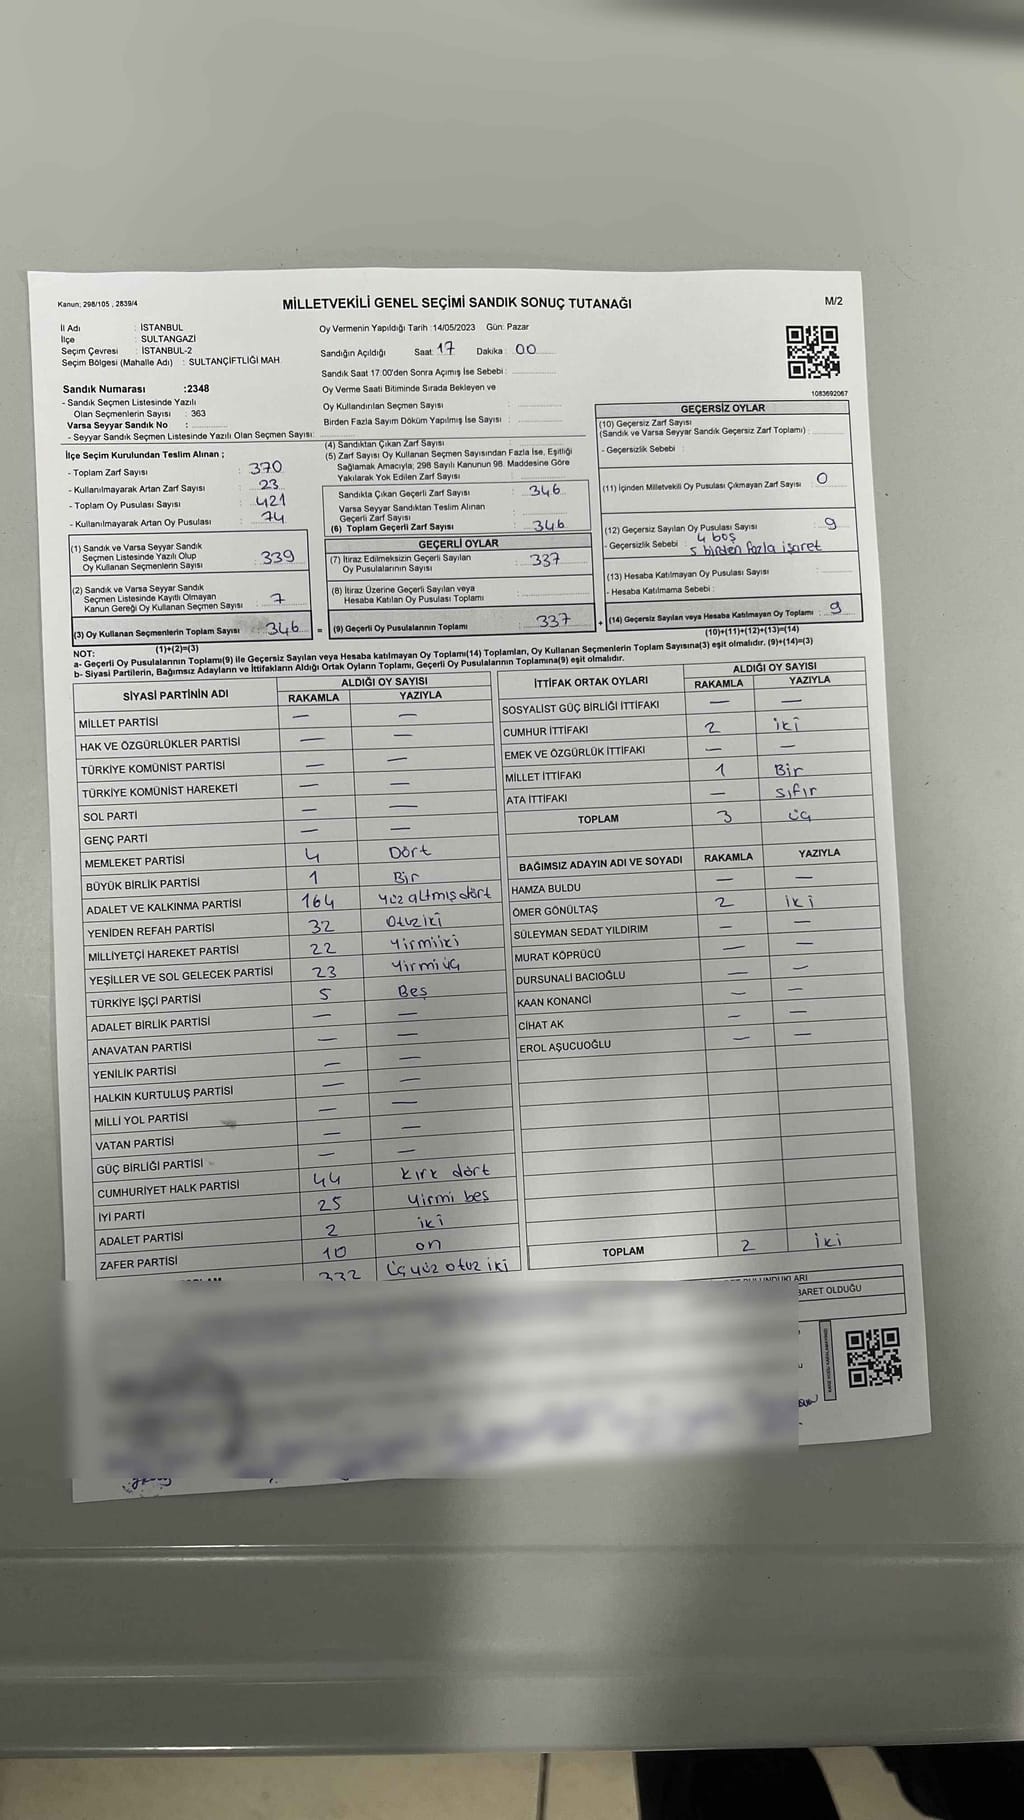 Kanun; 298/105 , 2839/4
MİLLETVEKİLİ GENEL SEÇİMİ SANDIK SONUÇ TUTANAĞI
M/2
İl Adı : İSTANBUL
İlçe : SULTANGAZİ
Seçim Çevresi : İSTANBUL-2
Seçim Bölgesi (Mahalle Adı) : SULTANÇİFTLİĞİ MAH.
Oy Vermenin Yapıldığı Tarih :14/05/2023 Gün: Pazar
Sandığın Açıldığı Saat: 17 Dakika : 00
Sandık Saat 17:00'den Sonra Açımış İse Sebebi :
Oy Verme Saati Bitiminde Sırada Bekleyen ve
Oy Kullandırılan Seçmen Sayısı :
Birden Fazla Sayım Döküm Yapılmış İse Sayısı :
1083692067
Sandık Numarası :2348
- Sandık Seçmen Listesinde Yazılı
Olan Seçmenlerin Sayısı : 363
Varsa Seyyar Sandık No :
- Seyyar Sandık Seçmen Listesinde Yazılı Olan Seçmen Sayısı:
İlçe Seçim Kurulundan Teslim Alınan ;
- Toplam Zarf Sayısı : 370
- Kullanılmayarak Artan Zarf Sayısı : 23
- Toplam Oy Pusulası Sayısı : 421
- Kullanılmayarak Artan Oy Pusulası : 74
(1) Sandık ve Varsa Seyyar Sandık
Seçmen Listesinde Yazılı Olup
Oy Kullanan Seçmenlerin Sayısı : 339
(2) Sandık ve Varsa Seyyar Sandık
Seçmen Listesinde Kayıtlı Olmayan
Kanun Gereği Oy Kullanan Seçmen Sayısı : 7
(3) Oy Kullanan Seçmenlerin Toplam Sayısı : 346 =
(1)+(2)=(3)
(4) Sandıktan Çıkan Zarf Sayısı :
(5) Zarf Sayısı Oy Kullanan Seçmen Sayısından Fazla İse, Eşitliği
Sağlamak Amacıyla; 298 Sayılı Kanunun 98. Maddesine Göre
Yakılarak Yok Edilen Zarf Sayısı :
Sandıkta Çıkan Geçerli Zarf Sayısı : 346
Varsa Seyyar Sandıktan Teslim Alınan
Geçerli Zarf Sayısı :
(6) Toplam Geçerli Zarf Sayısı : 346
GEÇERLİ OYLAR
(7) İtiraz Edilmeksizin Geçerli Sayılan
Oy Pusulalarının Sayısı : 337
(8) İtiraz Üzerine Geçerli Sayılan veya
Hesaba Katılan Oy Pusulası Toplamı :
(9) Geçerli Oy Pusulalarının Toplamı : 337 +
GEÇERSİZ OYLAR
(10) Geçersiz Zarf Sayısı
(Sandık ve Varsa Seyyar Sandık Geçersiz Zarf Toplamı) :
- Geçersizlik Sebebi :
(11) İçinden Milletvekili Oy Pusulası Çıkmayan Zarf Sayısı : 0
(12) Geçersiz Sayılan Oy Pusulası Sayısı : 9
- Geçersizlik Sebebi : 4 boş
5 birden fazla işaret
(13) Hesaba Katılmayan Oy Pusulası Sayısı :
- Hesaba Katılmama Sebebi :
(14) Geçersiz Sayılan veya Hesaba Katılmayan Oy Toplamı : 9
(10)+(11)+(12)+(13)=(14)
NOT:
a- Geçerli Oy Pusulalarının Toplamı(9) ile Geçersiz Sayılan veya Hesaba katılmayan Oy Toplamı(14) Toplamları, Oy Kullanan Seçmenlerin Toplam Sayısına(3) eşit olmalıdır. (9)+(14)=(3)
b- Siyasi Partilerin, Bağımsız Adayların ve İttifakların Aldığı Ortak Oyların Toplamı, Geçerli Oy Pusulalarının Toplamına(9) eşit olmalıdır.
SİYASİ PARTİNİN ADI
ALDIĞI OY SAYISI
RAKAMLA YAZIYLA
MİLLET PARTİSİ — —
HAK VE ÖZGÜRLÜKLER PARTİSİ — —
TÜRKİYE KOMÜNİST PARTİSİ — —
TÜRKİYE KOMÜNİST HAREKETİ — —
SOL PARTİ — —
GENÇ PARTİ — —
MEMLEKET PARTİSİ 4 Dört
BÜYÜK BİRLİK PARTİSİ 1 Bir
ADALET VE KALKINMA PARTİSİ 164 yüz altmış dört
YENİDEN REFAH PARTİSİ 32 Otuz iki
MİLLİYETÇİ HAREKET PARTİSİ 22 Yirmi iki
YEŞİLLER VE SOL GELECEK PARTİSİ 23 Yirmi üç
TÜRKİYE İŞÇİ PARTİSİ 5 Beş
ADALET BİRLİK PARTİSİ — —
ANAVATAN PARTİSİ — —
YENİLİK PARTİSİ — —
HALKIN KURTULUŞ PARTİSİ — —
MİLLİ YOL PARTİSİ — —
VATAN PARTİSİ — —
GÜÇ BİRLİĞİ PARTİSİ — —
CUMHURİYET HALK PARTİSİ 44 Kırk dört
İYİ PARTİ 25 Yirmi beş
ADALET PARTİSİ 2 iki
ZAFER PARTİSİ 10 on
332 Üç yüz otuz iki
İTTİFAK ORTAK OYLARI
ALDIĞI OY SAYISI
RAKAMLA YAZIYLA
SOSYALİST GÜÇ BİRLİĞİ İTTİFAKI — —
CUMHUR İTTİFAKI 2 iki
EMEK VE ÖZGÜRLÜK İTTİFAKI — —
MİLLET İTTİFAKI 1 Bir
ATA İTTİFAKI — sıfır
TOPLAM 3 üç
BAĞIMSIZ ADAYIN ADI VE SOYADI RAKAMLA YAZIYLA
HAMZA BULDU — —
ÖMER GÖNÜLTAŞ 2 iki
SÜLEYMAN SEDAT YILDIRIM — —
MURAT KÖPRÜCÜ — —
DURSUNALİ BACIOĞLU — —
KAAN KONANCİ — —
CİHAT AK — —
EROL AŞUCUOĞLU — —
TOPLAM 2 iki
BARET OLDUĞU